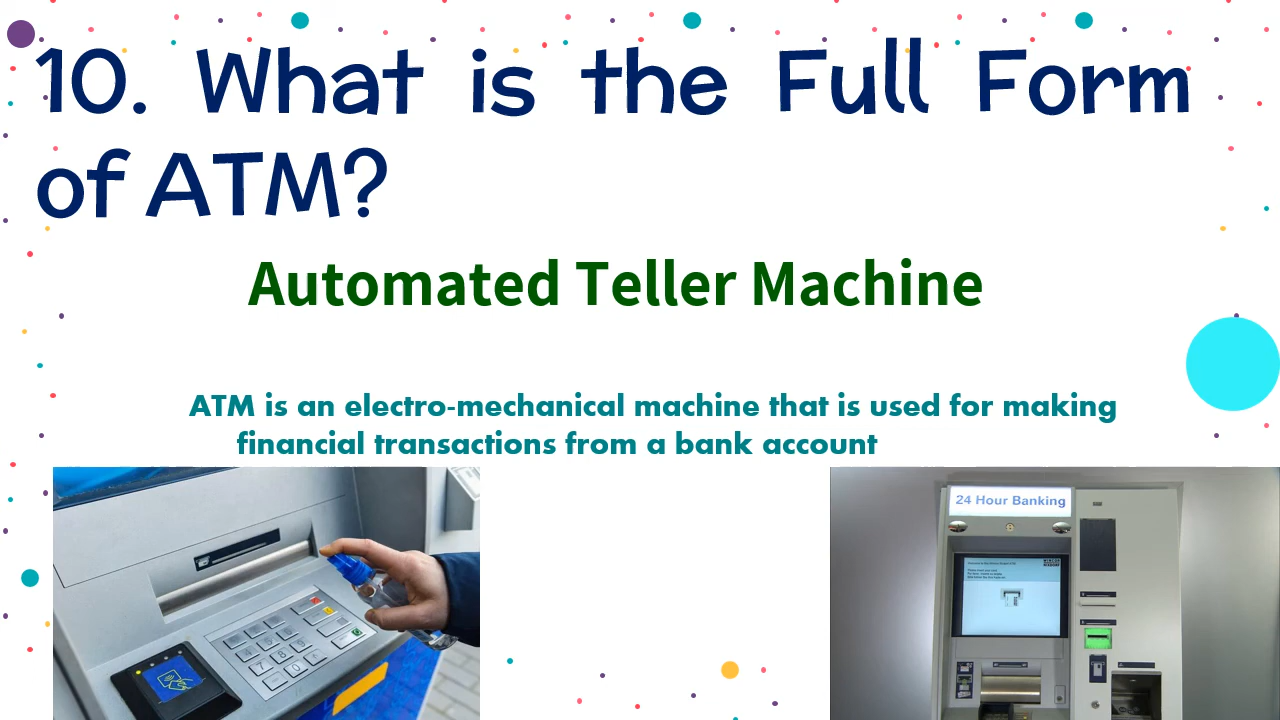 10. What is the Full Form
of ATM?
Automated Teller Machine
ATM is an electro-mechanical machine that is used for making
financial transactions from a bank account
24 Hour Banking